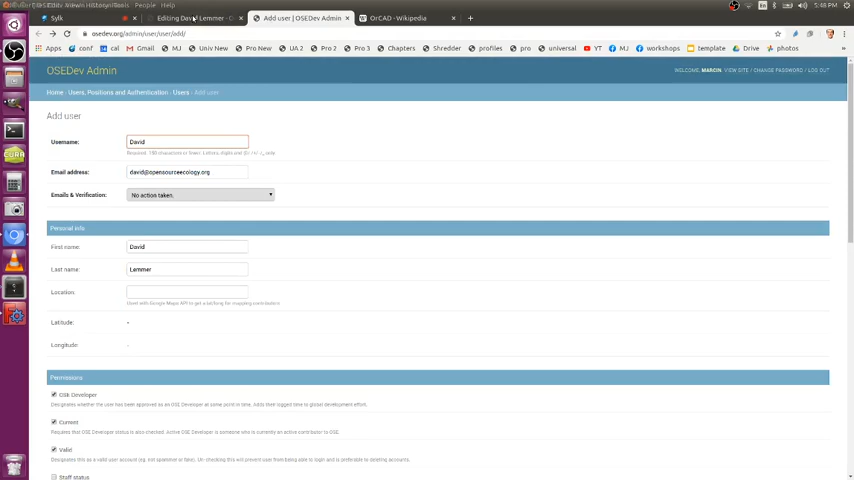 People Help
5:48 PM
Sylk
Editing David Lemmer - O
Add user | OSEDev Admin
OrCAD - Wikipedia
osedev.org/admin/user/user/add/
Apps conf CAL Gmail MJ Univ New Pro New UA 2 Pro 2 Pro 3 Chapters Shredder profiles pro universal YT conf MJ workshops template Drive photos
OSEDev Admin
WELCOME, MARCIN. VIEW SITE / CHANGE PASSWORD / LOG OUT
Home › Users, Positions and Authentication › Users › Add user
Add user
Username: David
Required. 150 characters or fewer. Letters, digits and @/./+/-/_ only.
Email address: david@opensourceecology.org
Emails & Verification: No action taken.
Personal info
First name: David
Last name: Lemmer
Location:
Used with Google Maps API to get a lat/long for mapping contributors
Latitude: -
Longitude: -
Permissions
OSE Developer
Designates whether the user has been approved as an OSE Developer at some point in time. Adds their logged time to global development effort.
Current
Requires that OSE Developer status is also checked. Active OSE Developer is someone who is currently an active contributor to OSE.
Valid
Designates this as a valid user account (eg. not spammer or fake). Un-checking this will prevent user from being able to login and is preferable to deleting accounts.
Staff status